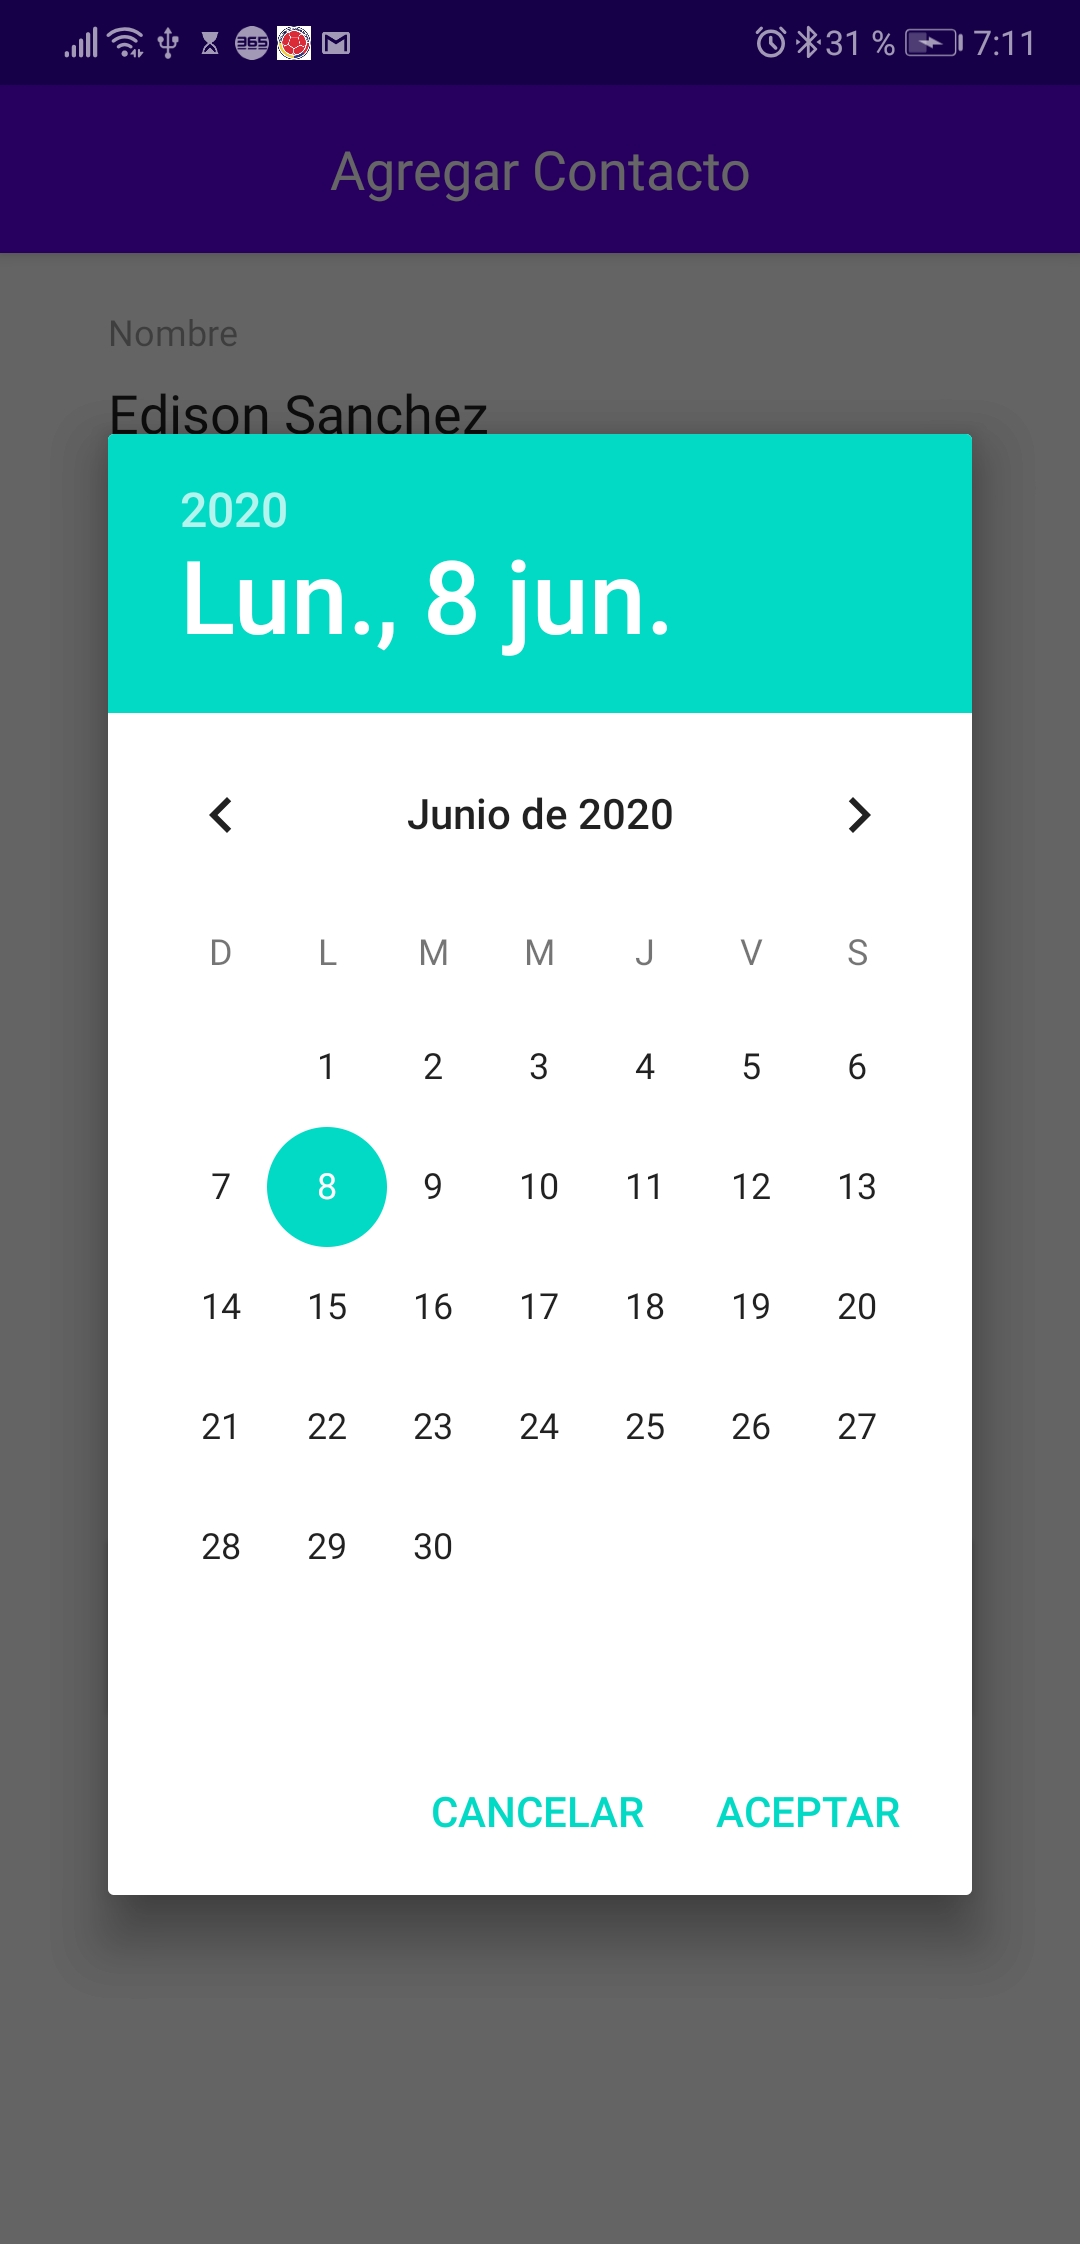 365 31 % 7:11
Agregar Contacto
Nombre
Edison Sanchez
2020
Lun., 8 jun.
Junio de 2020
D L M M J V S
1 2 3 4 5 6
7 8 9 10 11 12 13
14 15 16 17 18 19 20
21 22 23 24 25 26 27
28 29 30
CANCELAR ACEPTAR